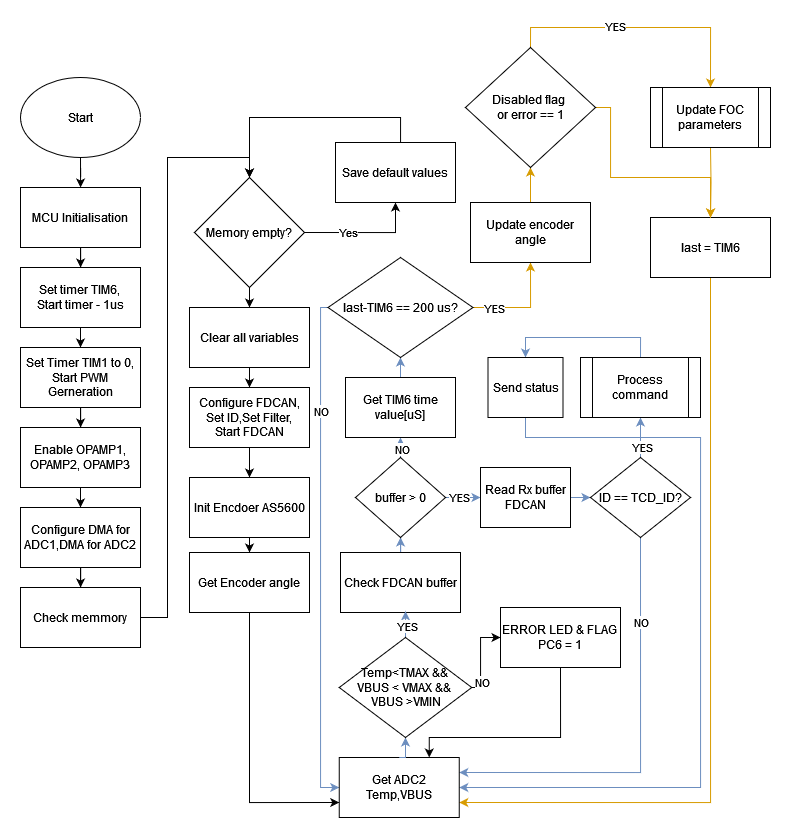 Start
MCU Initialisation
Set timer TIM6,
Start timer - 1us
Set Timer TIM1 to 0,
Start PWM
Gerneration
Enable OPAMP1,
OPAMP2, OPAMP3
Configure DMA for
ADC1,DMA for ADC2
Check memmory
Memory empty?
Yes
Save default values
Clear all variables
Configure FDCAN,
Set ID,Set Filter,
Start FDCAN
Init Encdoer AS5600
Get Encoder angle
Get ADC2
Temp,VBUS
Temp<TMAX &&
VBUS < VMAX &&
VBUS >VMIN
NO
ERROR LED & FLAG
PC6 = 1
YES
Check FDCAN buffer
buffer > 0
YES
Read Rx buffer
FDCAN
ID == TCD_ID?
NO
YES
Process
command
Send status
NO
Get TIM6 time
value[uS]
last-TIM6 == 200 us?
NO
YES
Update encoder
angle
Disabled flag
or error == 1
YES
Update FOC
parameters
last = TIM6